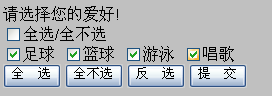 请选择您的爱好!
全选/全不选
足球 篮球 游泳 唱歌
全 选 全不选 反 选 提 交